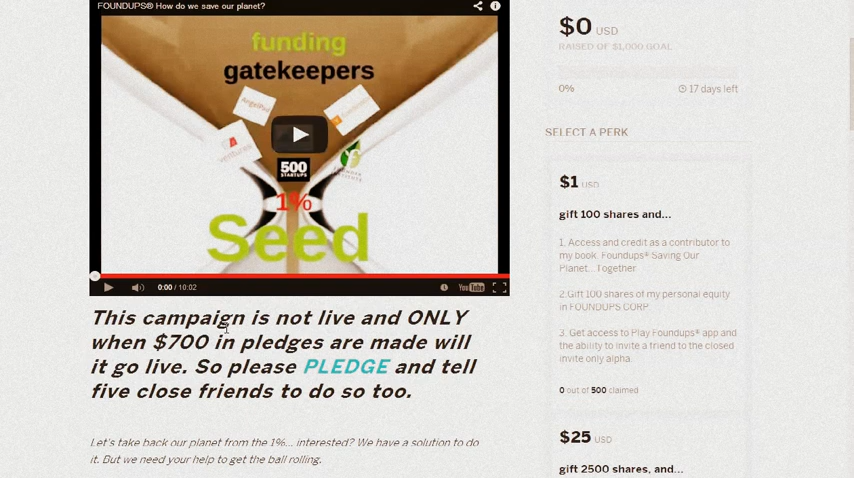 FOUNDUPS® How do we save our planet?
funding
gatekeepers
AngelPad
ventures
500
STARTUPS
1%
Seed
0:00 / 10:02
YouTube
This campaign is not live and ONLY
when $700 in pledges are made will
it go live. So please PLEDGE and tell
five close friends to do so too.
Let's take back our planet from the 1%... interested? We have a solution to do
it. But we need your help to get the ball rolling.
$0 USD
RAISED OF $1,000 GOAL
0% 17 days left
SELECT A PERK
$1 USD
gift 100 shares and...
1. Access and credit as a contributor to
my book. Foundups® Saving Our
Planet...Together
2.Gift 100 shares of my personal equity
in FOUNDUPS CORP
3. Get access to Play Foundups® app and
the ability to invite a friend to the closed
invite only alpha.
0 out of 500 claimed
$25 USD
gift 2500 shares, and...